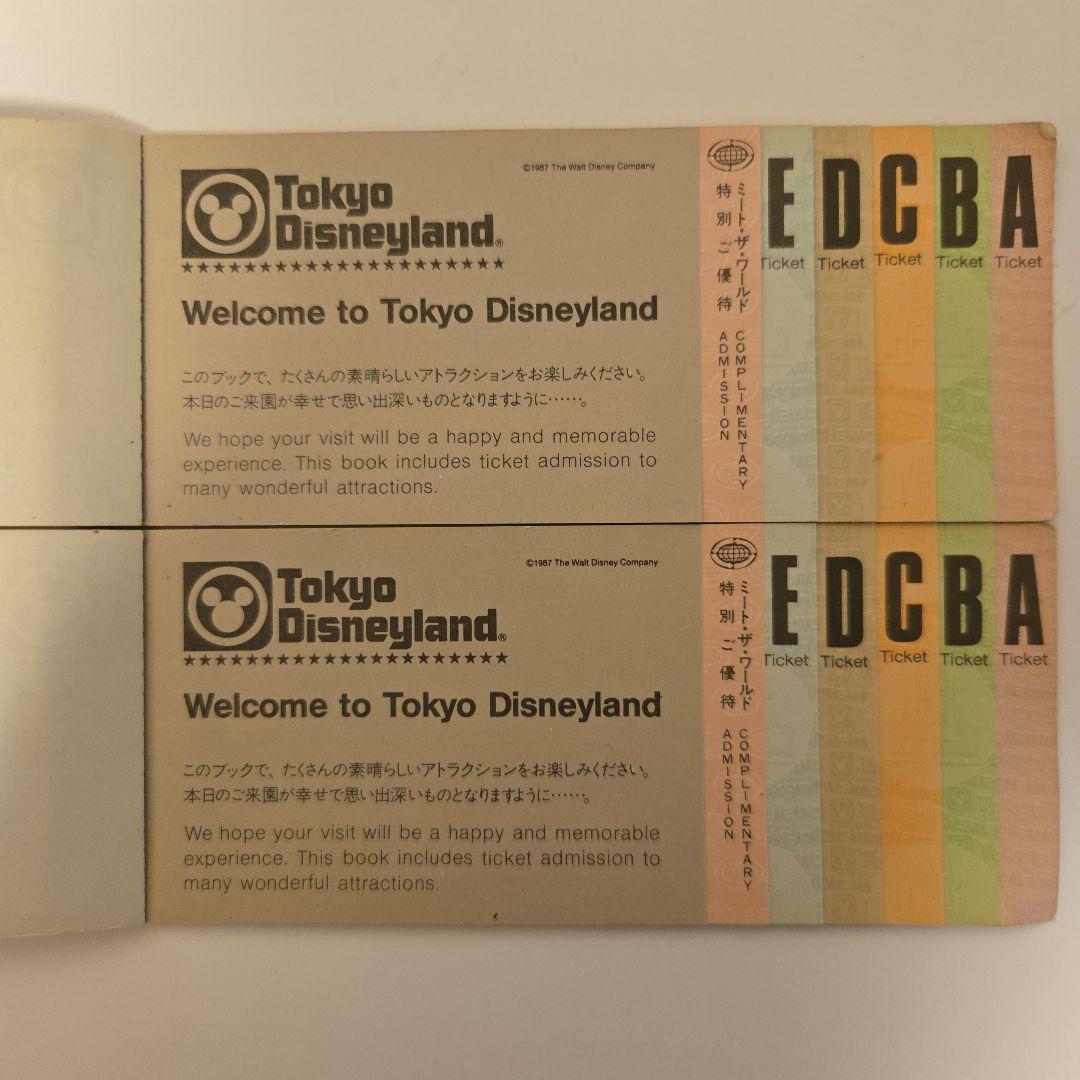 ©1987 The Walt Disney Company
Tokyo
Disneyland®
Welcome to Tokyo Disneyland
このブックで、たくさんの素晴らしいアトラクションをお楽しみください。
本日のご来園が幸せで思い出深いものとなりますように……。
We hope your visit will be a happy and memorable
experience. This book includes ticket admission to
many wonderful attractions.
ミート・ザ・ワールド
特別ご優待
COMPLIMENTARY
ADMISSION
E
Ticket
D
Ticket
C
Ticket
B
Ticket
A
Ticket
©1987 The Walt Disney Company
Tokyo
Disneyland®
Welcome to Tokyo Disneyland
このブックで、たくさんの素晴らしいアトラクションをお楽しみください。
本日のご来園が幸せで思い出深いものとなりますように……。
We hope your visit will be a happy and memorable
experience. This book includes ticket admission to
many wonderful attractions.
ミート・ザ・ワールド
特別ご優待
COMPLIMENTARY
ADMISSION
E
Ticket
D
Ticket
C
Ticket
B
Ticket
A
Ticket